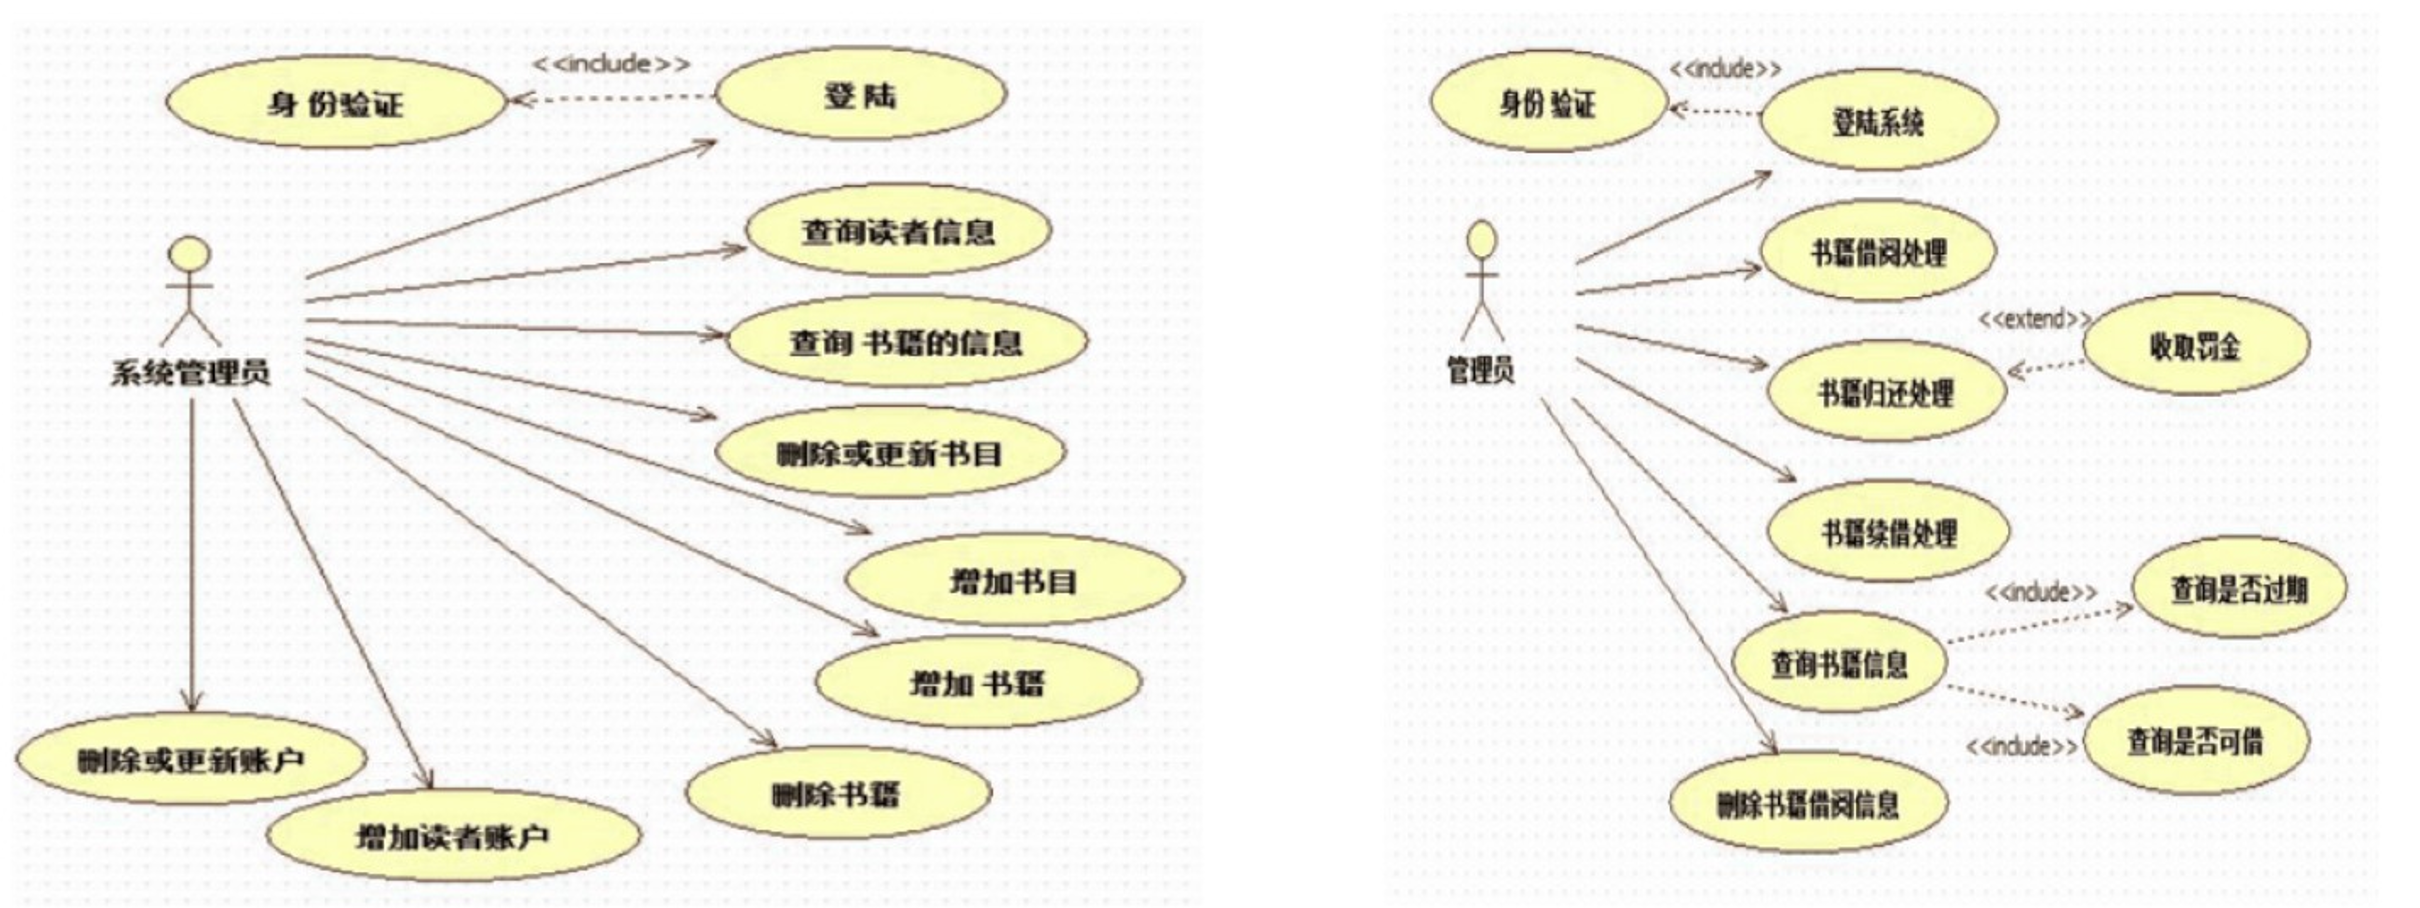 <<include>>
身份验证
登陆
查询读者信息
查询 书籍的信息
系统管理员
删除或更新书目
增加书目
增加 书籍
删除或更新账户
删除书籍
增加读者账户
<<include>>
身份验证
登陆系统
书籍借阅处理
<<extend>>
收取罚金
管理员
书籍归还处理
书籍续借处理
<<include>>
查询是否过期
查询书籍信息
<<include>>
查询是否可借
删除书籍借阅信息